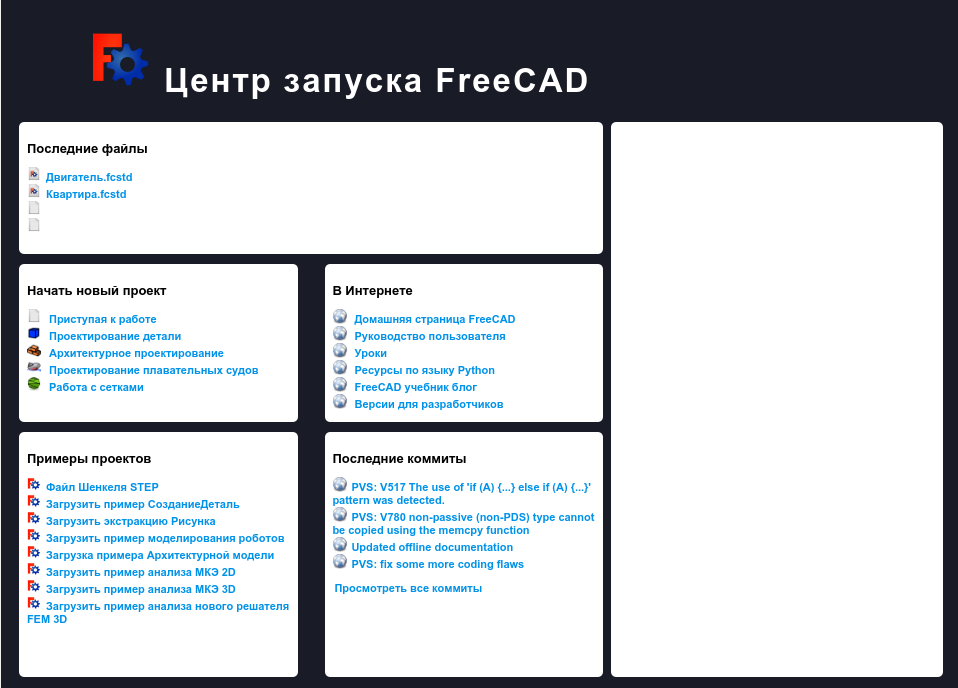 Центр запуска FreeCAD
Последние файлы
Двигатель.fcstd
Квартира.fcstd
Начать новый проект
Приступая к работе
Проектирование детали
Архитектурное проектирование
Проектирование плавательных судов
Работа с сетками
В Интернете
Домашняя страница FreeCAD
Руководство пользователя
Уроки
Ресурсы по языку Python
FreeCAD учебник блог
Версии для разработчиков
Примеры проектов
Файл Шенкеля STEP
Загрузить пример СозданиеДеталь
Загрузить экстракцию Рисунка
Загрузить пример моделирования роботов
Загрузка примера Архитектурной модели
Загрузить пример анализа МКЭ 2D
Загрузить пример анализа МКЭ 3D
Загрузить пример анализа нового решателя
FEM 3D
Последние коммиты
PVS: V517 The use of 'if (A) {...} else if (A) {...}'
pattern was detected.
PVS: V780 non-passive (non-PDS) type cannot
be copied using the memcpy function
Updated offline documentation
PVS: fix some more coding flaws
Просмотреть все коммиты